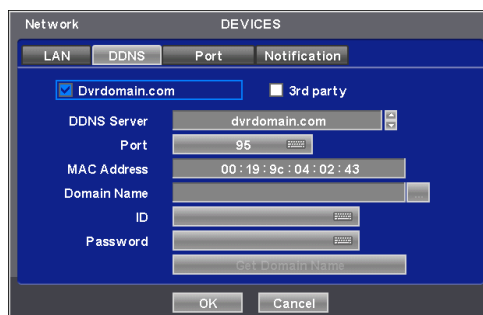 Network DEVICES
LAN DDNS Port Notification
Dvrdomain.com 3rd party
DDNS Server dvrdomain.com
Port 95
MAC Address 00:19:9c:04:02:43
Domain Name ...
ID
Password
Get Domain Name
OK Cancel